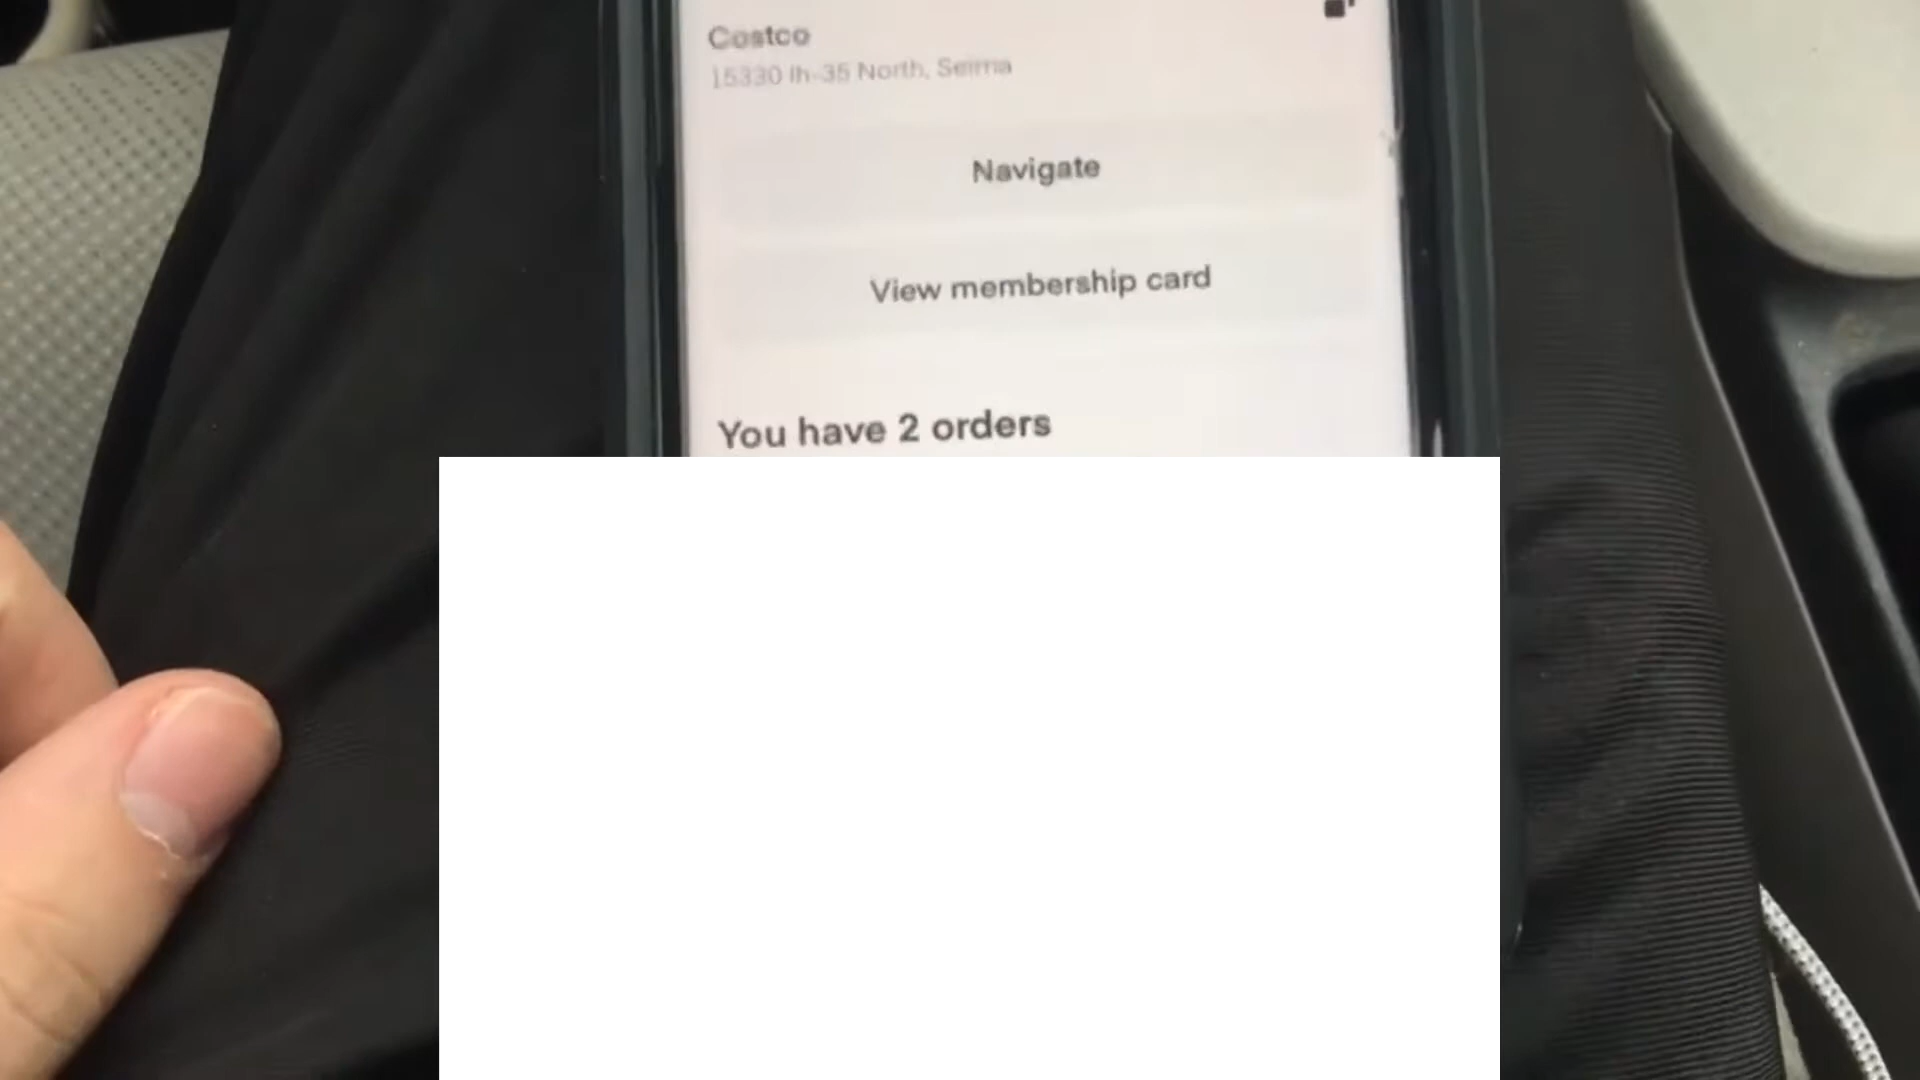 Costco
15330 Ih-35 North, Selma
Navigate
View membership card
You have 2 orders